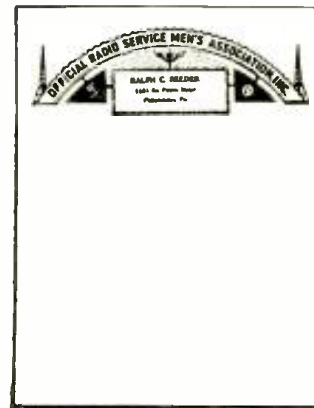 OFFICIAL RADIO SERVICE MEN'S ASSOCIATION, INC.
RALPH C. REEDER
Philadelphia Pa